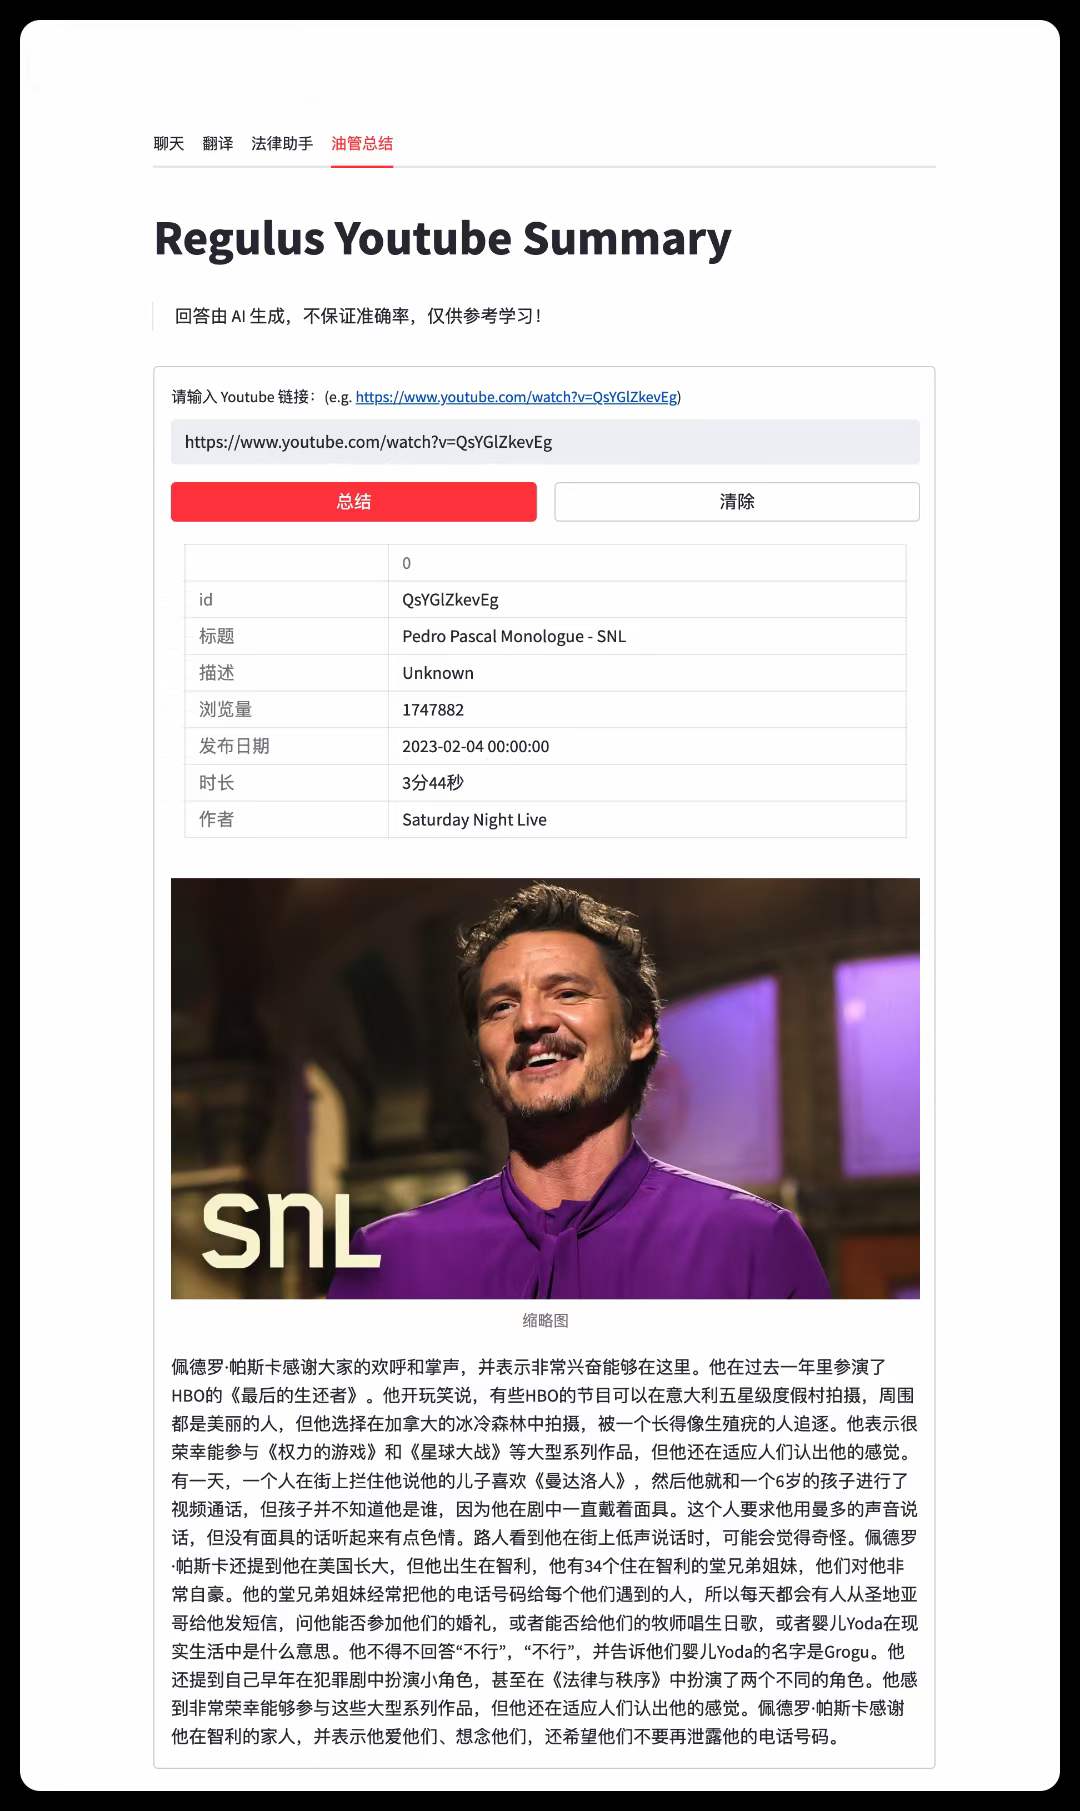 聊天 翻译 法律助手 油管总结
Regulus Youtube Summary
回答由 AI 生成，不保证准确率，仅供参考学习！
请输入 Youtube 链接：(e.g. https://www.youtube.com/watch?v=QsYGlZkevEg)
https://www.youtube.com/watch?v=QsYGlZkevEg
总结 清除
0
id QsYGlZkevEg
标题 Pedro Pascal Monologue - SNL
描述 Unknown
浏览量 1747882
发布日期 2023-02-04 00:00:00
时长 3分44秒
作者 Saturday Night Live
SNL
缩略图
佩德罗·帕斯卡感谢大家的欢呼和掌声，并表示非常兴奋能够在这里。他在过去一年里参演了
HBO的《最后的生还者》。他开玩笑说，有些HBO的节目可以在意大利五星级度假村拍摄，周围
都是美丽的人，但他选择在加拿大的冰冷森林中拍摄，被一个长得像生殖疣的人追逐。他表示很
荣幸能参与《权力的游戏》和《星球大战》等大型系列作品，但他还在适应人们认出他的感觉。
有一天，一个人在街上拦住他说他的儿子喜欢《曼达洛人》，然后他就和一个6岁的孩子进行了
视频通话，但孩子并不知道他是谁，因为他在剧中一直戴着面具。这个人要求他用曼多的声音说
话，但没有面具的话听起来有点色情。路人看到他在街上低声说话时，可能会觉得奇怪。佩德罗
·帕斯卡还提到他在美国长大，但他出生在智利，他有34个住在智利的堂兄弟姐妹，他们对他非
常自豪。他的堂兄弟姐妹经常把他的电话号码给每个他们遇到的人，所以每天都会有人从圣地亚
哥给他发短信，问他能否参加他们的婚礼，或者能否给他们的牧师唱生日歌，或者婴儿Yoda在现
实生活中是什么意思。他不得不回答“不行”，“不行”，并告诉他们婴儿Yoda的名字是Grogu。他
还提到自己早年在犯罪剧中扮演小角色，甚至在《法律与秩序》中扮演了两个不同的角色。他感
到非常荣幸能够参与这些大型系列作品，但他还在适应人们认出他的感觉。佩德罗·帕斯卡感谢
他在智利的家人，并表示他爱他们、想念他们，还希望他们不要再泄露他的电话号码。